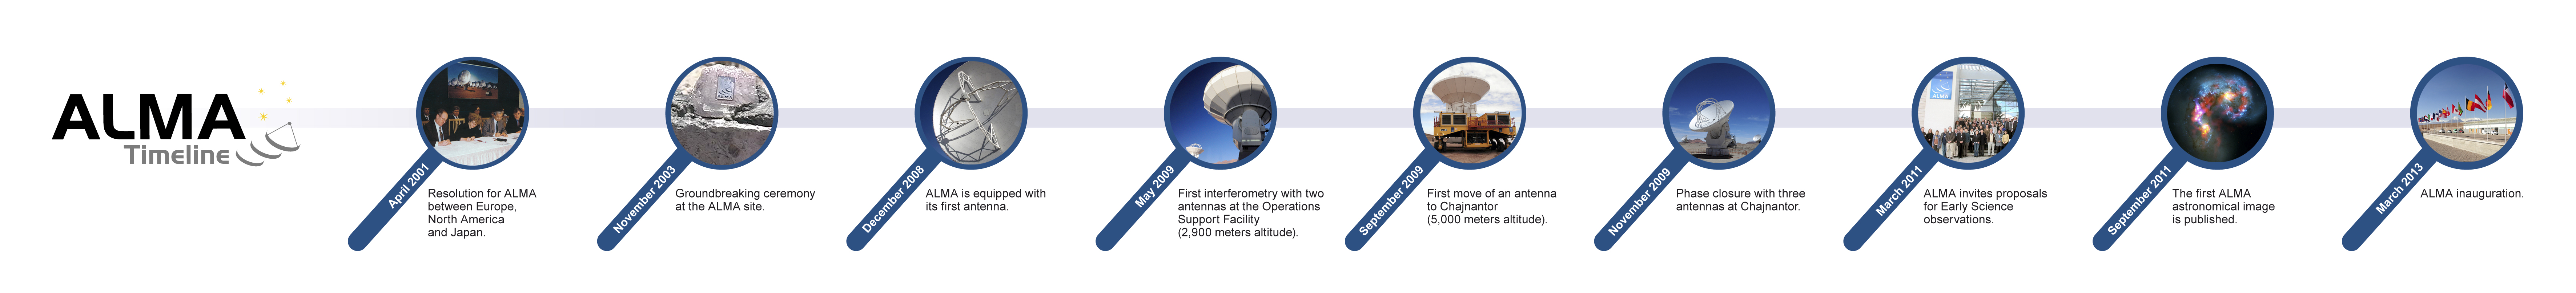 ALMA
Timeline
April 2001
Resolution for ALMA
between Europe,
North America
and Japan.
November 2003
Groundbreaking ceremony
at the ALMA site.
December 2008
ALMA is equipped with
its first antenna.
May 2009
First interferometry with two
antennas at the Operations
Support Facility
(2,900 meters altitude).
September 2009
First move of an antenna
to Chajnantor
(5,000 meters altitude).
November 2009
Phase closure with three
antennas at Chajnantor.
ALMA
March 2011
ALMA invites proposals
for Early Science
observations.
September 2011
The first ALMA
astronomical image
is published.
March 2013
ALMA inauguration.